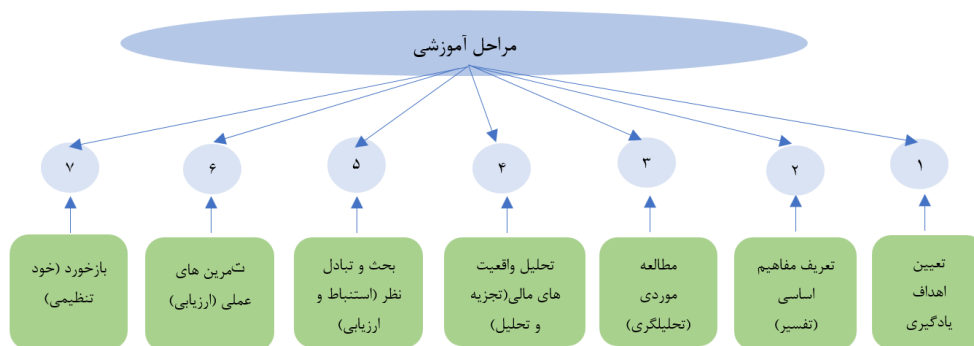 مراحل آموزشی
۱
۲
۳
۴
۵
۶
۷
تعیین
اهداف
یادگیری
تعریف مفاهیم
اساسی
(تفسیر)
مطالعه
موردی
(تحلیلگری)
تحلیل واقعیت
های مالی(تجزیه
و تحلیل)
بحث و تبادل
نظر (استنباط و
ارزیابی)
تمرین های
عملی (ارزیابی)
بازخورد (خود
تنظیمی)